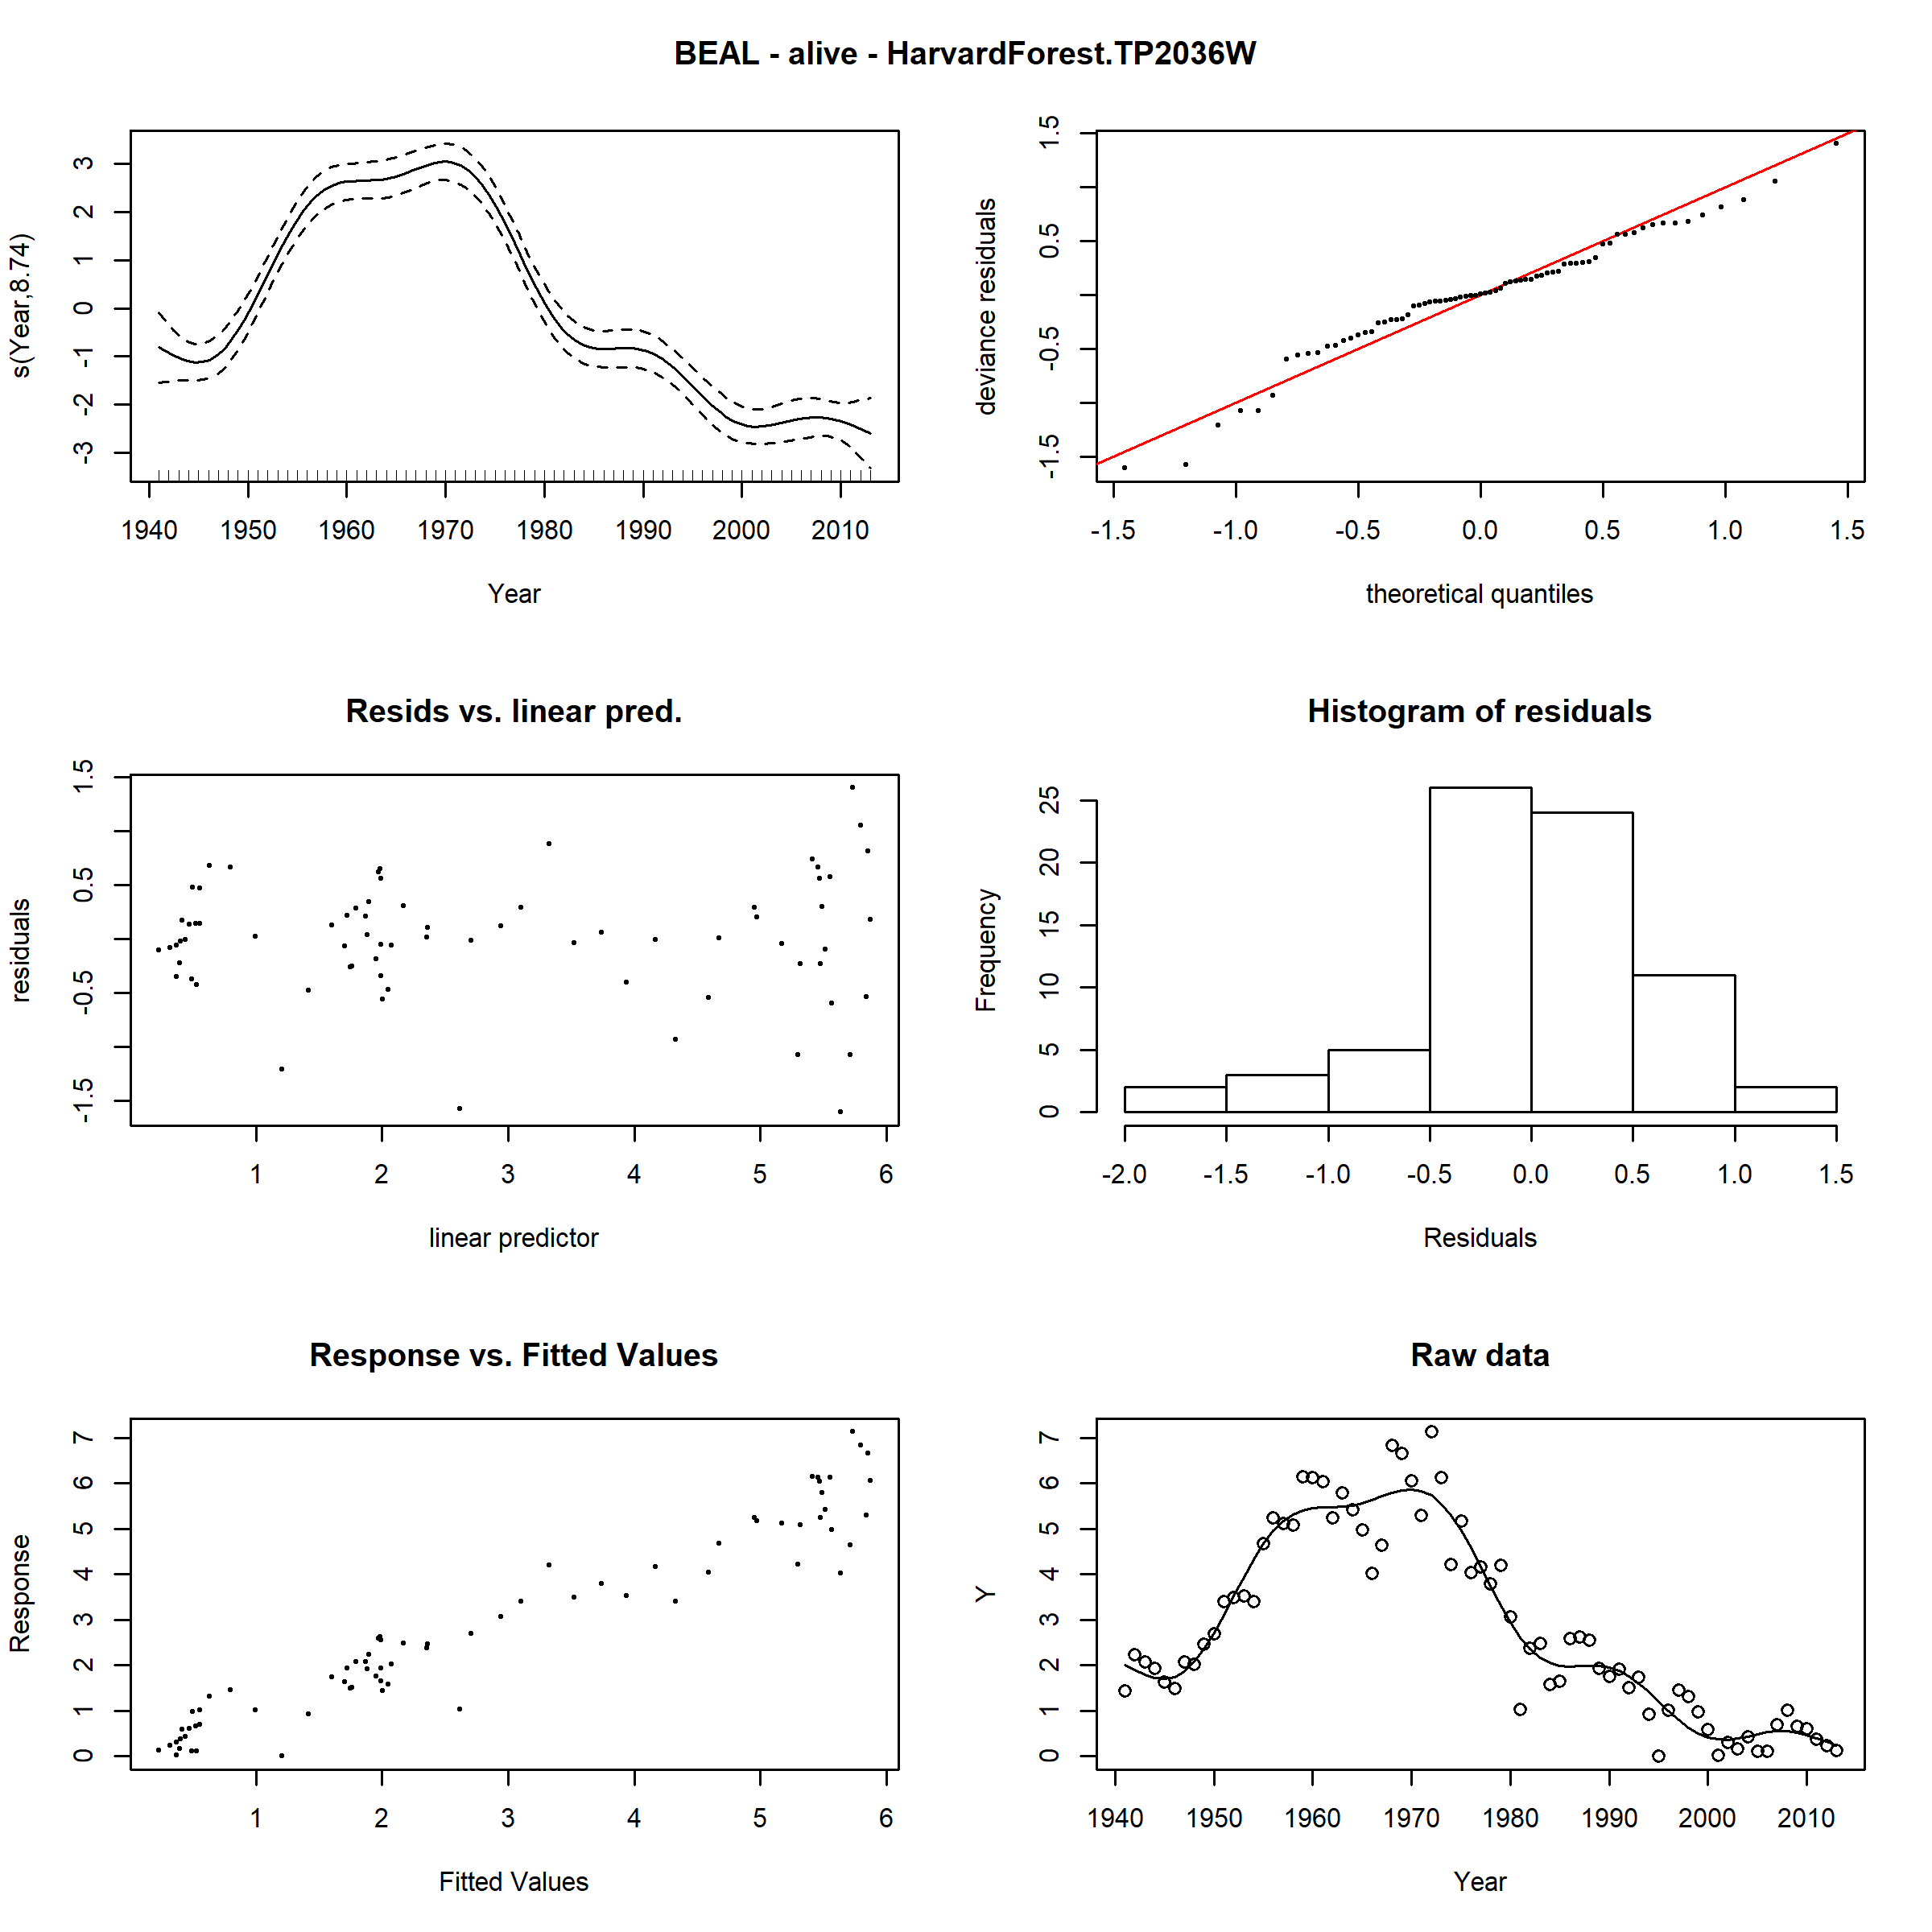 BEAL - alive - HarvardForest.TP2036W
s(Year,8.74)
3
2
1
0
-1
-2
-3
1940 1950 1960 1970 1980 1990 2000 2010
Year
deviance residuals
1.5
0.5
-0.5
-1.5
-1.5 -1.0 -0.5 0.0 0.5 1.0 1.5
theoretical quantiles
Resids vs. linear pred.
residuals
1.5
0.5
-0.5
-1.5
1 2 3 4 5 6
linear predictor
Histogram of residuals
Frequency
25
20
15
10
5
0
-2.0 -1.5 -1.0 -0.5 0.0 0.5 1.0 1.5
Residuals
Response vs. Fitted Values
Response
7
6
5
4
3
2
1
0
1 2 3 4 5 6
Fitted Values
Raw data
Y
7
6
5
4
3
2
1
0
1940 1950 1960 1970 1980 1990 2000 2010
Year